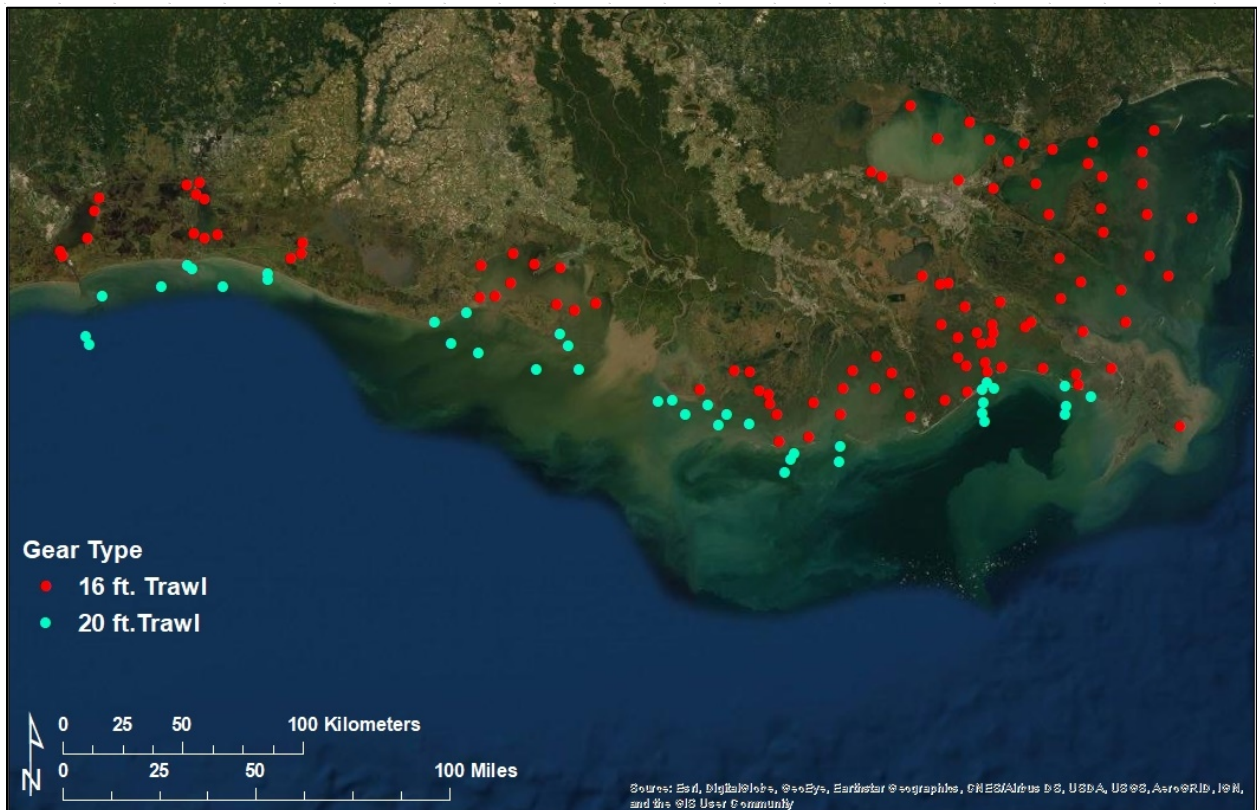 Gear Type
16 ft. Trawl
20 ft.Trawl
0 25 50 100 Kilometers
0 25 50 100 Miles
N
Source: Esri, DigitalGlobe, GeoEye, Earthstar Geographics, CNES/Airbus DS, USDA, USGS, AeroGRID, IGN,
and the GIS User Community